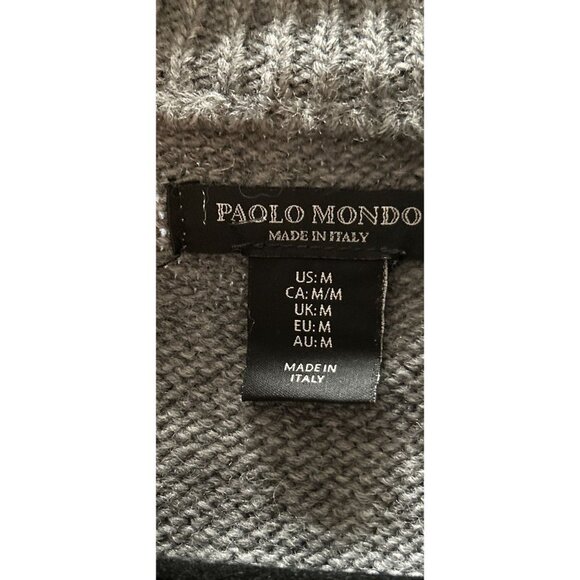 PAOLO MONDO
MADE IN ITALY
US: M
CA: M/M
UK: M
EU: M
AU: M
MADE IN
ITALY